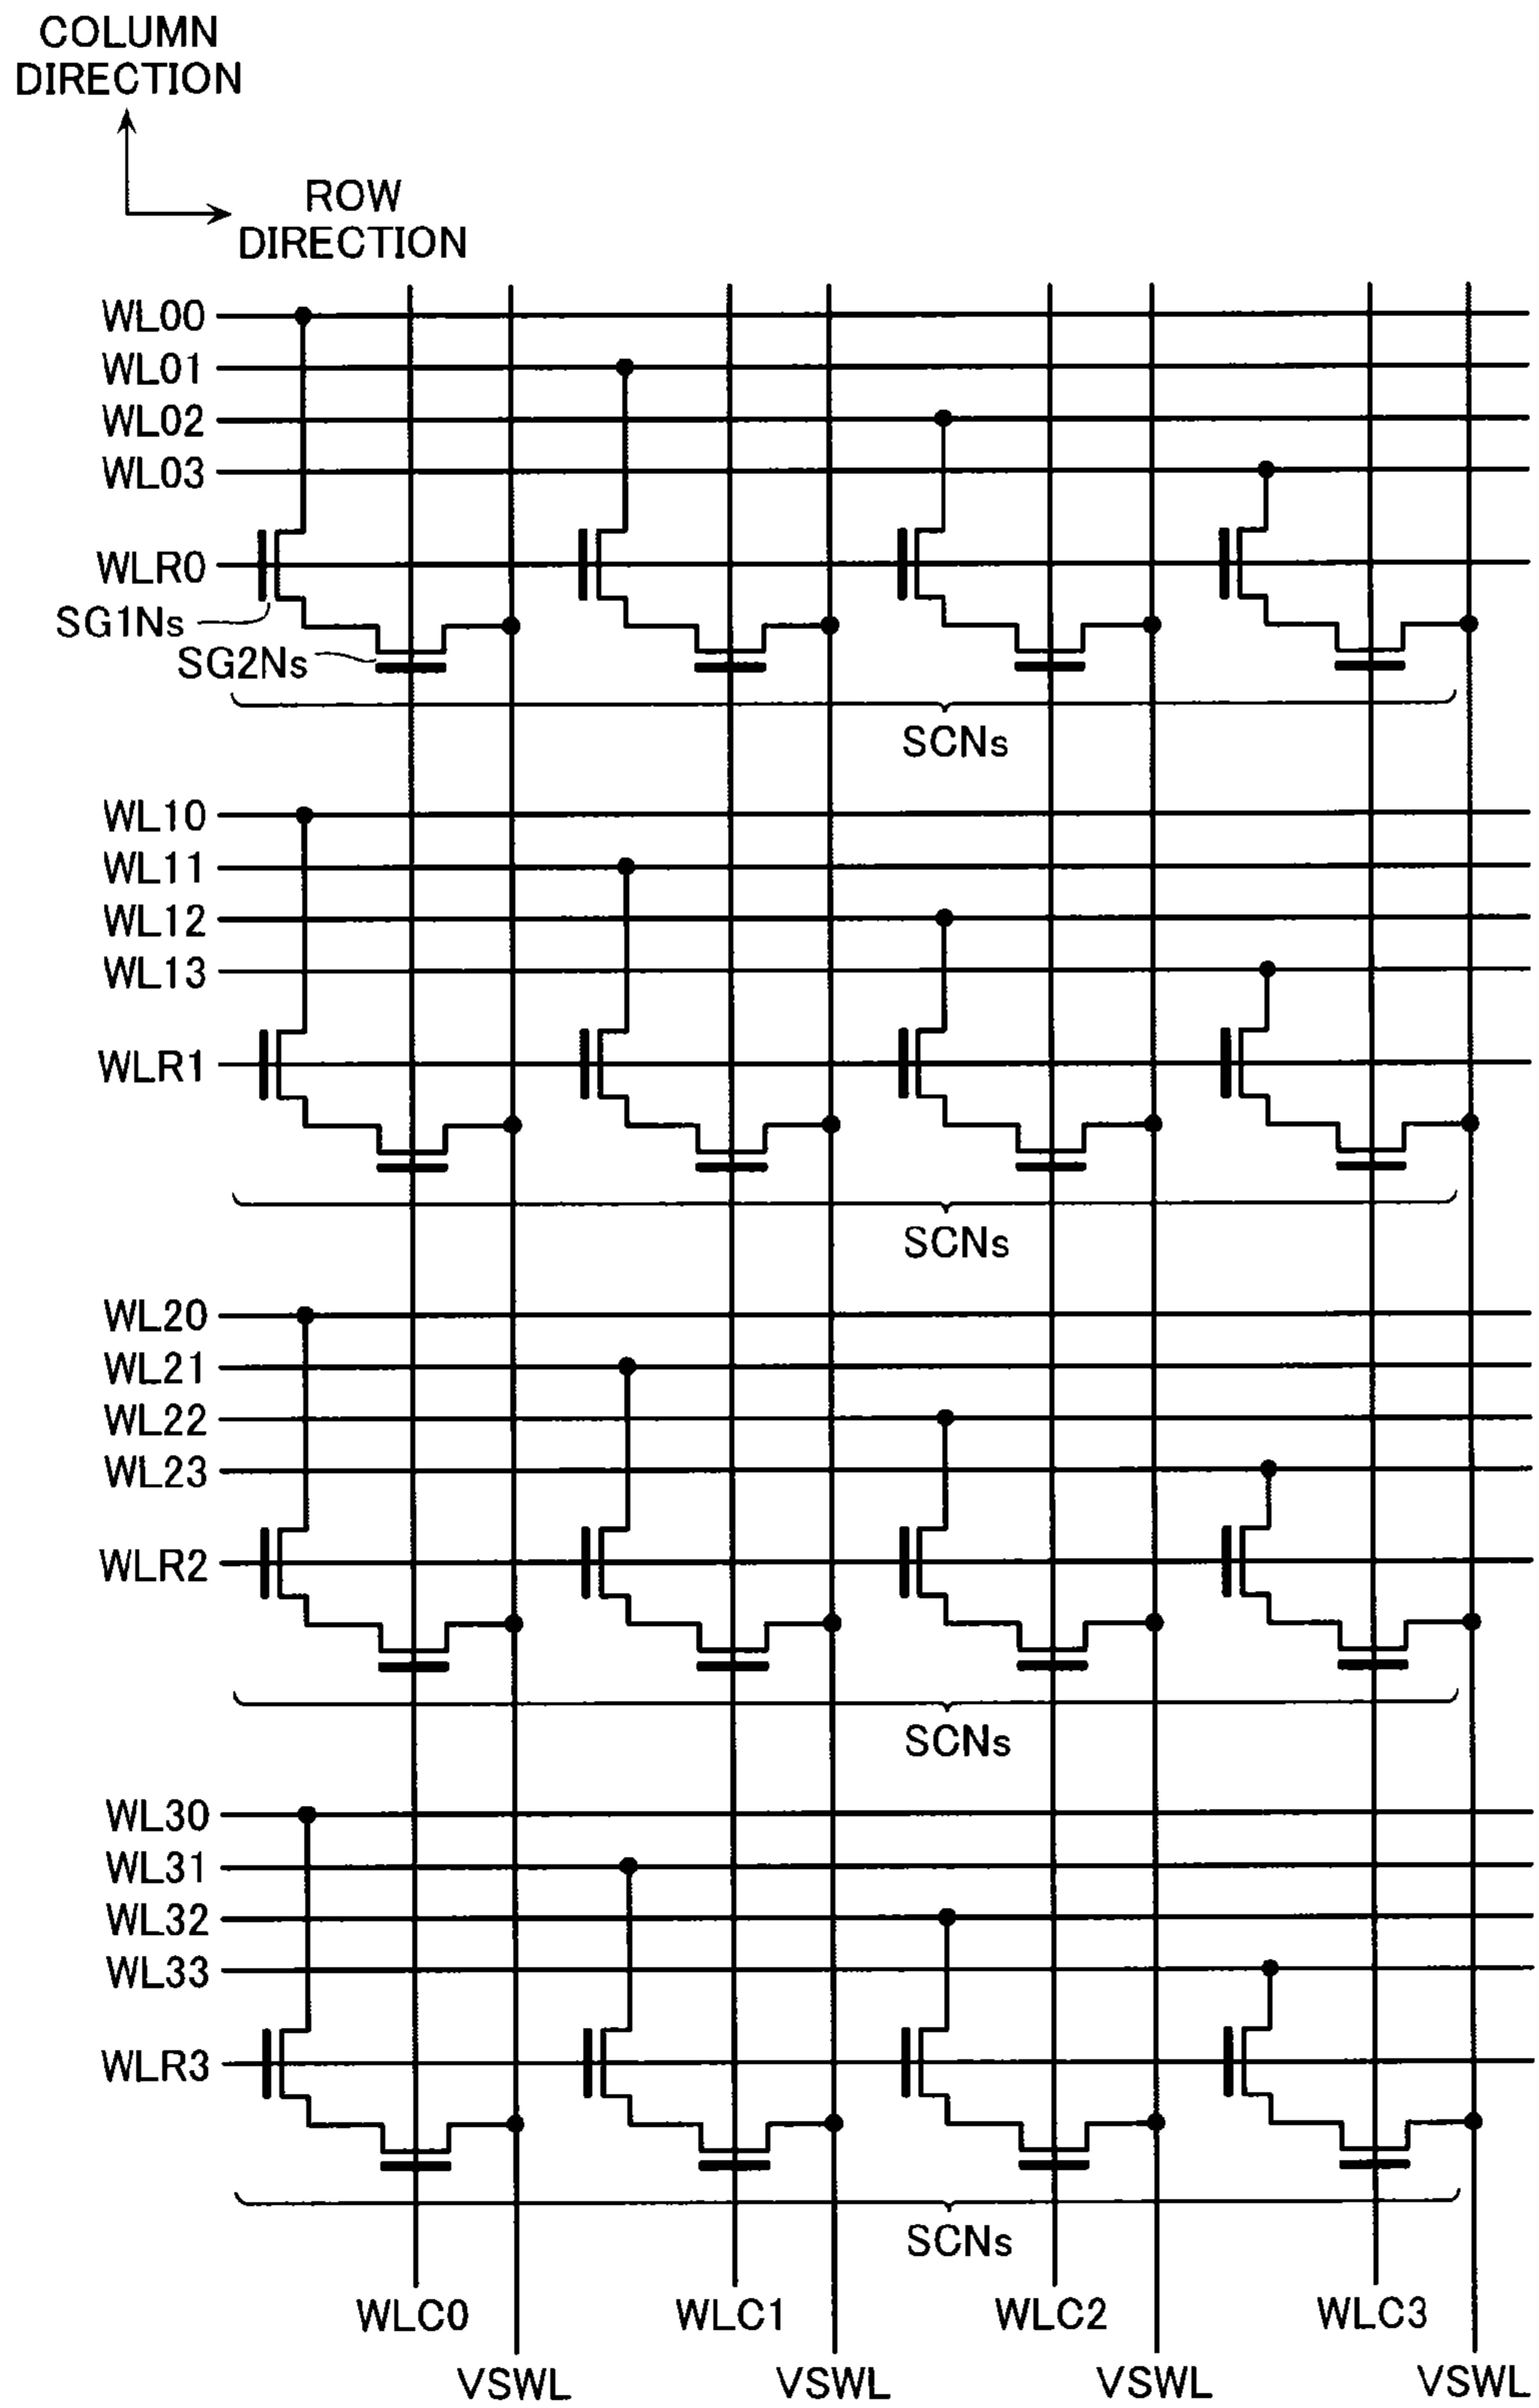 COLUMN
DIRECTION
ROW
DIRECTION
WL00
WL01
WL02
WL03
WLR0
SG1Ns
SG2Ns
SCNs
WL10
WL11
WL12
WL13
WLR1
SCNs
WL20
WL21
WL22
WL23
WLR2
SCNs
WL30
WL31
WL32
WL33
WLR3
SCNs
WLC0 WLC1 WLC2 WLC3
VSWL VSWL VSWL VSWL